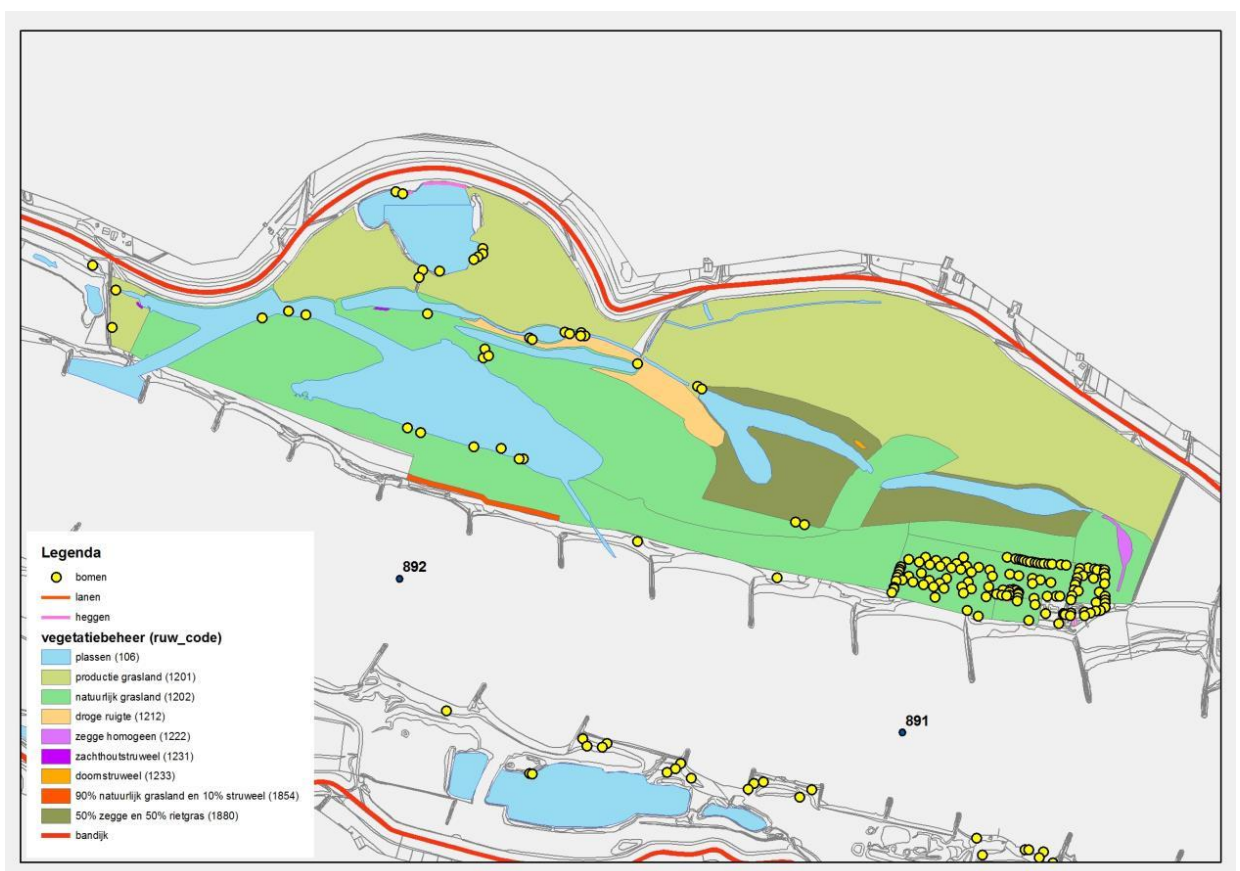 892
891
Legenda
bomen
lanen
heggen
vegetatiebeheer (ruw_code)
plassen (106)
productie grasland (1201)
natuurlijk grasland (1202)
droge ruigte (1212)
zegge homogeen (1222)
zachthoutstruweel (1231)
doornstruweel (1233)
90% natuurlijk grasland en 10% struweel (1854)
50% zegge en 50% rietgras (1880)
bandijk